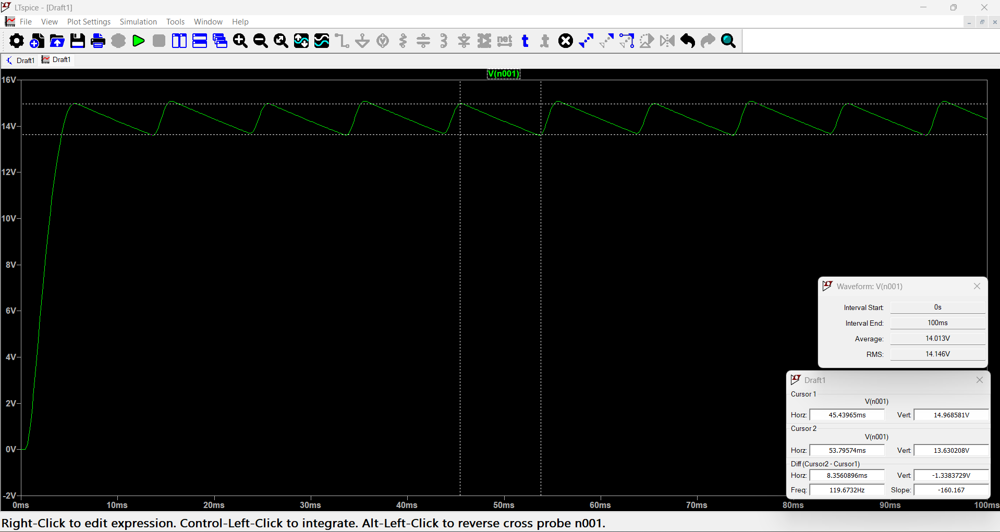 LTspice - [Draft1]
File View Plot Settings Simulation Tools Window Help
net t .t
Draft1 Draft1
V(n001)
16V
14V
12V
10V
8V
6V
4V
2V
0V
-2V
0ms 10ms 20ms 30ms 40ms 50ms 60ms 70ms 80ms 90ms 100ms
Waveform: V(n001)
Interval Start: 0s
Interval End: 100ms
Average: 14.013V
RMS: 14.146V
Draft1
Cursor 1
V(n001)
Horz: 45.43965ms Vert: 14.968581V
Cursor 2
V(n001)
Horz: 53.79574ms Vert: 13.630208V
Diff (Cursor2 - Cursor1)
Horz: 8.3560896ms Vert: -1.3383729V
Freq: 119.6732Hz Slope: -160.167
Right-Click to edit expression. Control-Left-Click to integrate. Alt-Left-Click to reverse cross probe n001.